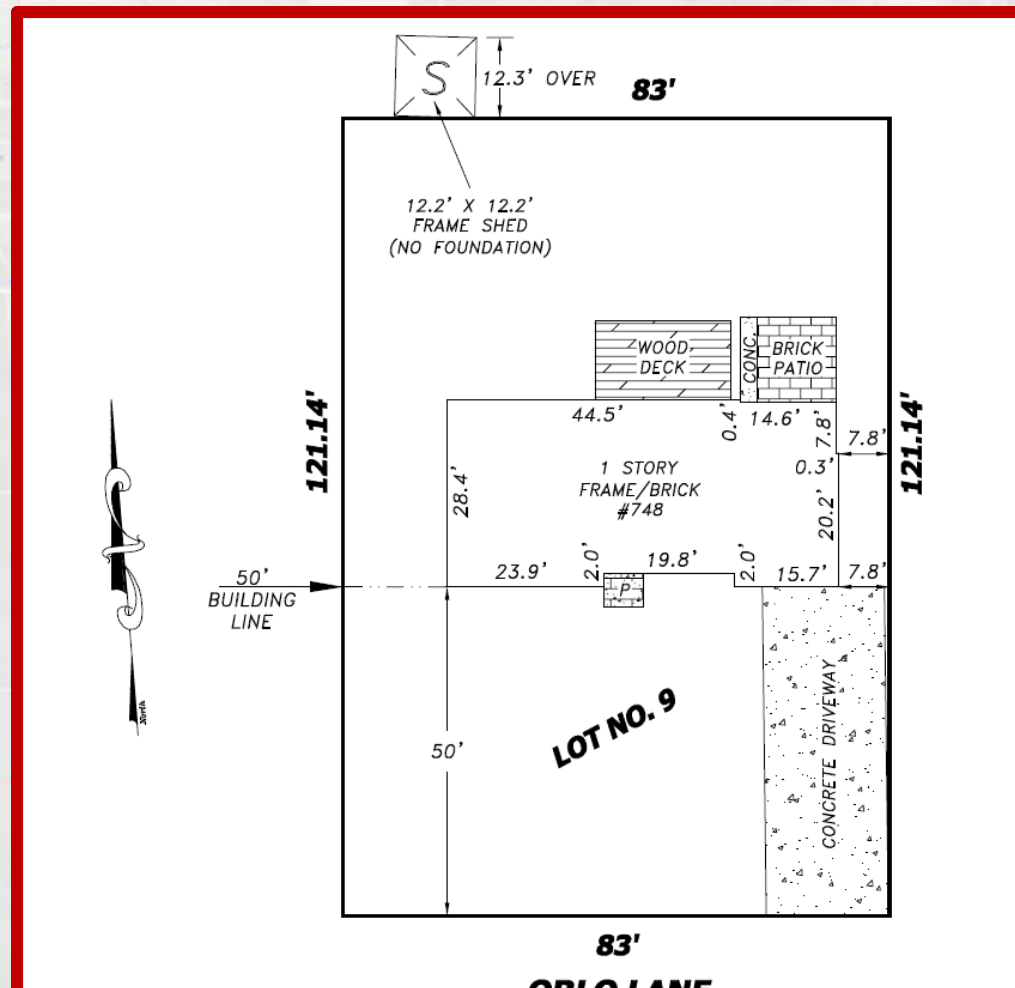 S
12.3' OVER
83'
12.2' X 12.2'
FRAME SHED
(NO FOUNDATION)
WOOD
DECK
CONC.
BRICK
PATIO
121.14'
44.5'
0.4'
14.6'
7.8'
7.8'
121.14'
28.4'
1 STORY
FRAME/BRICK
#748
0.3'
20.2'
23.9'
2.0'
19.8'
2.0'
15.7'
7.8'
P
50'
BUILDING
LINE
North
LOT NO. 9
50'
CONCRETE DRIVEWAY
83'